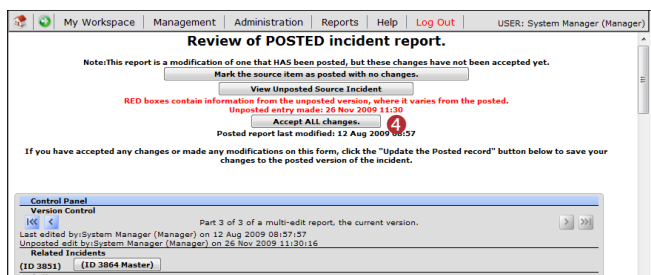 My Workspace | Management | Administration | Reports | Help | Log Out | USER: System Manager (Manager)
Review of POSTED incident report.
Note:This report is a modification of one that HAS been posted, but these changes have not been accepted yet.
Mark the source item as posted with no changes.
View Unposted Source Incident
RED boxes contain information from the unposted version, where it varies from the posted.
Unposted entry made: 26 Nov 2009 11:30
Accept ALL changes.
4
Posted report last modified: 12 Aug 2009 08:57
If you have accepted any changes or made any modifications on this form, click the "Update the Posted record" button below to save your
changes to the posted version of the incident.
Control Panel
Version Control
Part 3 of 3 of a multi-edit report, the current version.
Last edited by:System Manager (Manager) on 12 Aug 2009 08:57:57
Unposted edit by:System Manager (Manager) on 26 Nov 2009 11:30:16
Related Incidents
(ID 3851) (ID 3864 Master)